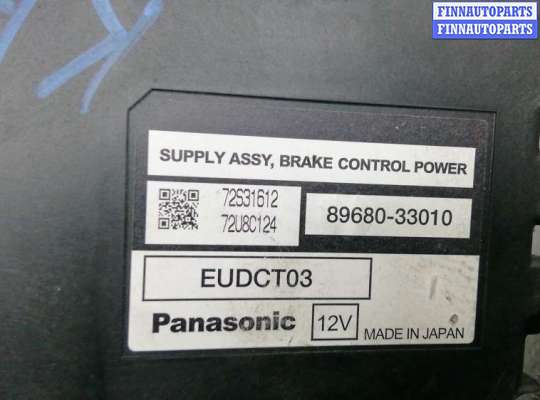 FINNAUTOPARTS
FINNAUTOPARTS
SUPPLY ASSY, BRAKE CONTROL POWER
72S31612
72U8C124
89680-33010
EUDCT03
Panasonic 12V MADE IN JAPAN